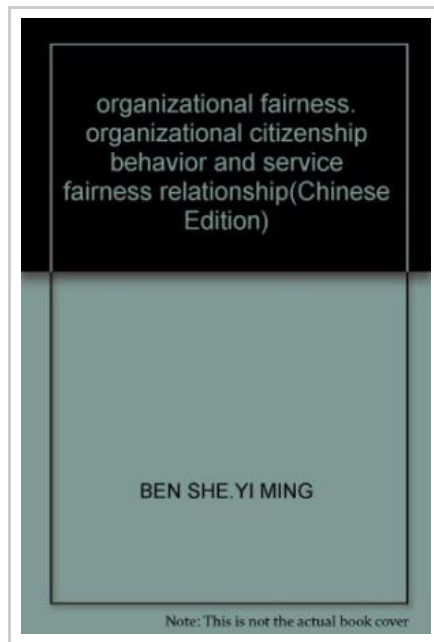 organizational fairness.
organizational citizenship
behavior and service
fairness relationship(Chinese
Edition)
BEN SHE.YI MING
Note: This is not the actual book cover